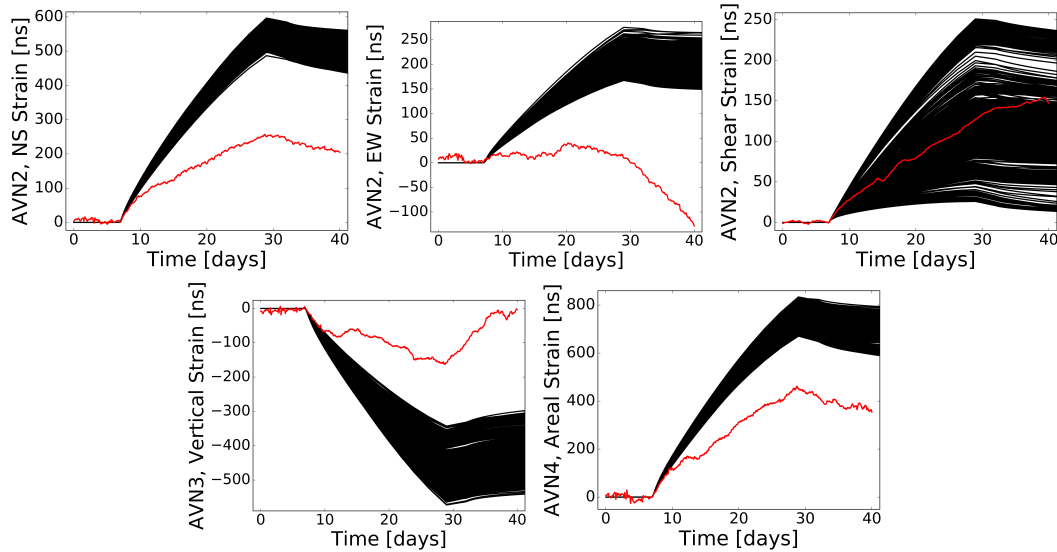 AVN2, NS Strain [ns]
600
500
400
300
200
100
0
0 10 20 30 40
Time [days]
AVN2, EW Strain [ns]
250
200
150
100
50
0
−50
−100
0 10 20 30 40
Time [days]
AVN2, Shear Strain [ns]
250
200
150
100
50
0
0 10 20 30 40
Time [days]
AVN3, Vertical Strain [ns]
0
−100
−200
−300
−400
−500
0 10 20 30 40
Time [days]
AVN4, Areal Strain [ns]
800
600
400
200
0
0 10 20 30 40
Time [days]